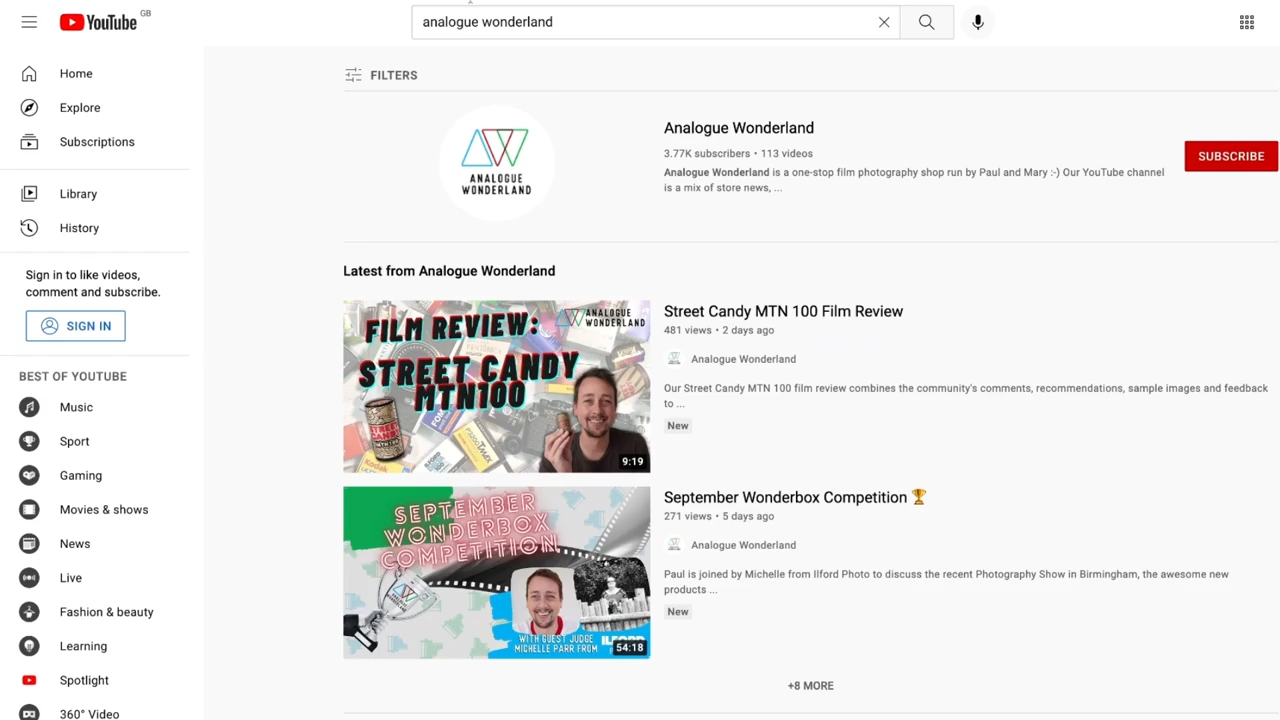 YouTube GB
analogue wonderland
Home
Explore
Subscriptions
Library
History
Sign in to like videos,
comment and subscribe.
SIGN IN
BEST OF YOUTUBE
Music
Sport
Gaming
Movies & shows
News
Live
Fashion & beauty
Learning
Spotlight
360° Video
FILTERS
ANALOGUE
WONDERLAND
Analogue Wonderland
3.77K subscribers • 113 videos
Analogue Wonderland is a one-stop film photography shop run by Paul and Mary :-) Our YouTube channel
is a mix of store news, ...
SUBSCRIBE
Latest from Analogue Wonderland
FILM REVIEW:
STREET CANDY
MTN100
ANALOGUE
WONDERLAND
STREET
CANDY
MTN100
Kodak
9:19
Street Candy MTN 100 Film Review
481 views • 2 days ago
Analogue Wonderland
Our Street Candy MTN 100 film review combines the community's comments, recommendations, sample images and feedback
to ...
New
SEPTEMBER
WONDERBOX
COMPETITION
WITH GUEST JUDGE
MICHELLE PARR FROM
ILFORD
54:18
September Wonderbox Competition 🏆
271 views • 5 days ago
Analogue Wonderland
Paul is joined by Michelle from Ilford Photo to discuss the recent Photography Show in Birmingham, the awesome new
products ...
New
+8 MORE